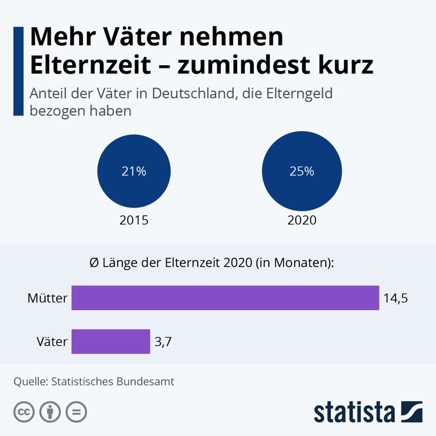 Mehr Väter nehmen
Elternzeit – zumindest kurz
Anteil der Väter in Deutschland, die Elterngeld
bezogen haben
21%
25%
2015
2020
Ø Länge der Elternzeit 2020 (in Monaten):
Mütter 14,5
Väter 3,7
Quelle: Statistisches Bundesamt
cc
statista